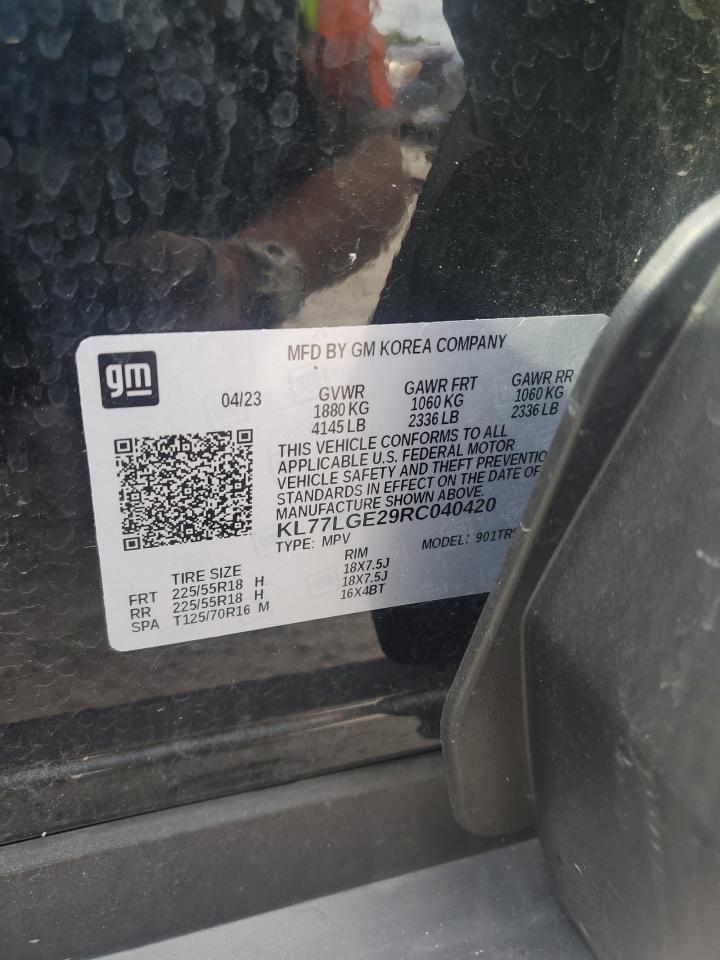 gm
MFD BY GM KOREA COMPANY
04/23
GVWR
1880 KG
4145 LB
GAWR FRT
1060 KG
2336 LB
GAWR RR
1060 KG
2336 LB
THIS VEHICLE CONFORMS TO ALL
APPLICABLE U.S. FEDERAL MOTOR
VEHICLE SAFETY AND THEFT PREVENTIO
STANDARDS IN EFFECT ON THE DATE OF
MANUFACTURE SHOWN ABOVE.
KL77LGE29RC040420
TYPE: MPV MODEL:
TIRE SIZE RIM
FRT 225/55R18 H 18X7.5J
RR 225/55R18 H 18X7.5J
SPA T125/70R16 M 16X4BT